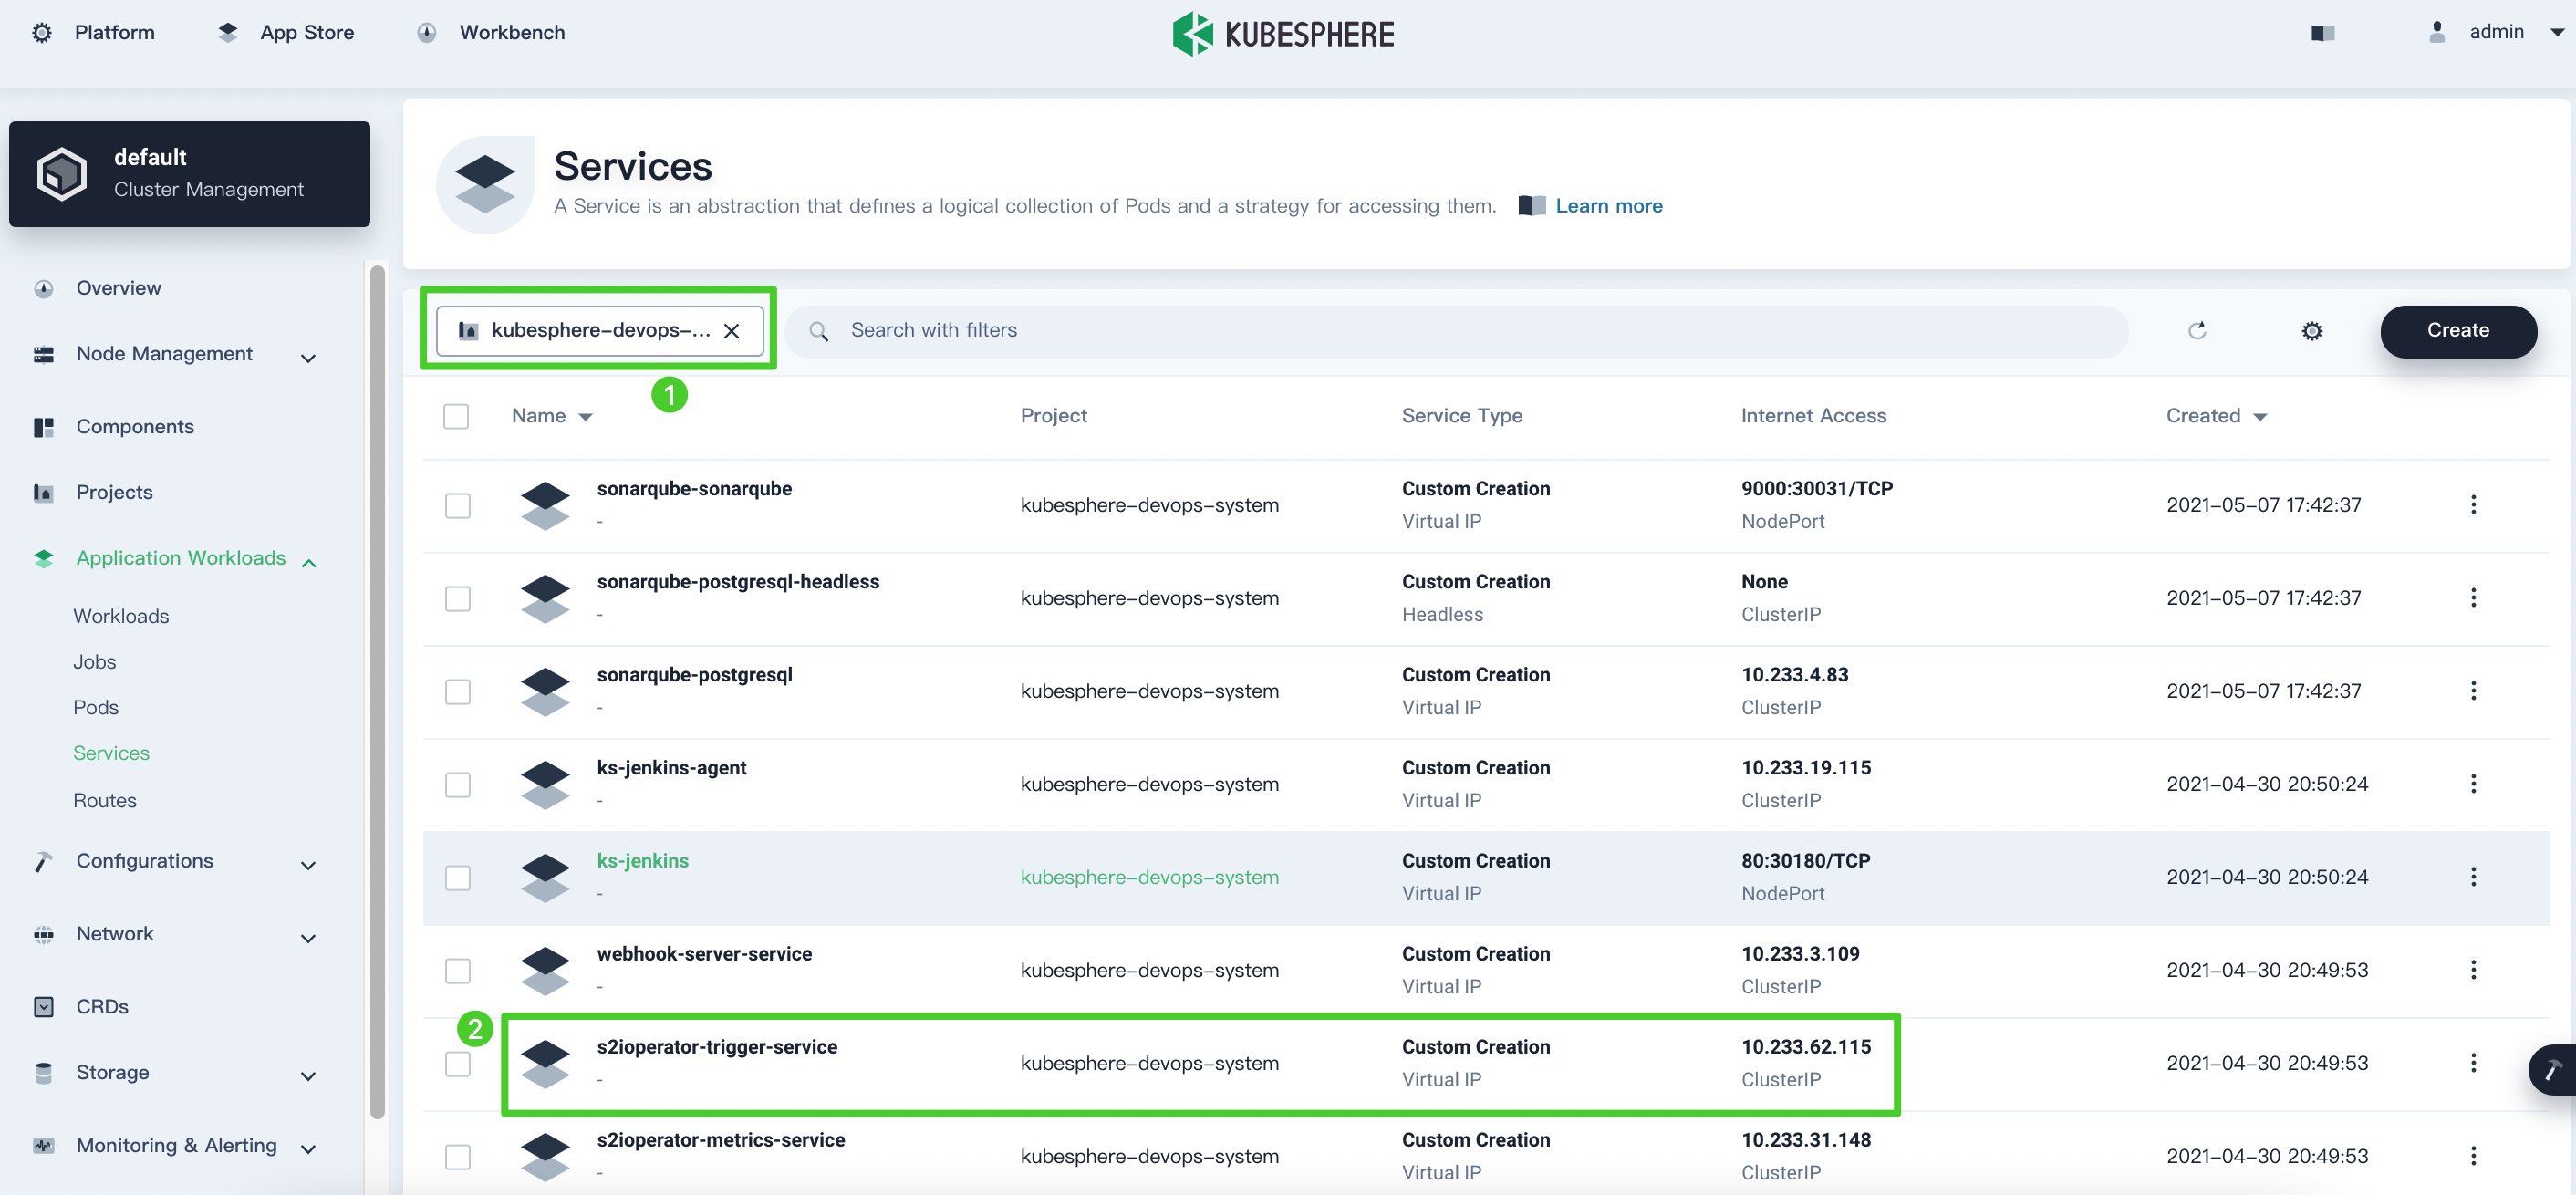 Platform
App Store
Workbench
KUBESPHERE
admin
default
Cluster Management
Overview
Node Management
Components
Projects
Application Workloads
Workloads
Jobs
Pods
Services
Routes
Configurations
Network
CRDs
Storage
Monitoring & Alerting
Services
A Service is an abstraction that defines a logical collection of Pods and a strategy for accessing them. Learn more
kubesphere-devops-...
Search with filters
Create
1
Name Project Service Type Internet Access Created
sonarqube-sonarqube
-
kubesphere-devops-system
Custom Creation
Virtual IP
9000:30031/TCP
NodePort
2021-05-07 17:42:37
sonarqube-postgresql-headless
-
kubesphere-devops-system
Custom Creation
Headless
None
ClusterIP
2021-05-07 17:42:37
sonarqube-postgresql
-
kubesphere-devops-system
Custom Creation
Virtual IP
10.233.4.83
ClusterIP
2021-05-07 17:42:37
ks-jenkins-agent
-
kubesphere-devops-system
Custom Creation
Virtual IP
10.233.19.115
ClusterIP
2021-04-30 20:50:24
ks-jenkins
-
kubesphere-devops-system
Custom Creation
Virtual IP
80:30180/TCP
NodePort
2021-04-30 20:50:24
webhook-server-service
-
kubesphere-devops-system
Custom Creation
Virtual IP
10.233.3.109
ClusterIP
2021-04-30 20:49:53
2
s2ioperator-trigger-service
-
kubesphere-devops-system
Custom Creation
Virtual IP
10.233.62.115
ClusterIP
2021-04-30 20:49:53
s2ioperator-metrics-service
-
kubesphere-devops-system
Custom Creation
Virtual IP
10.233.31.148
ClusterIP
2021-04-30 20:49:53